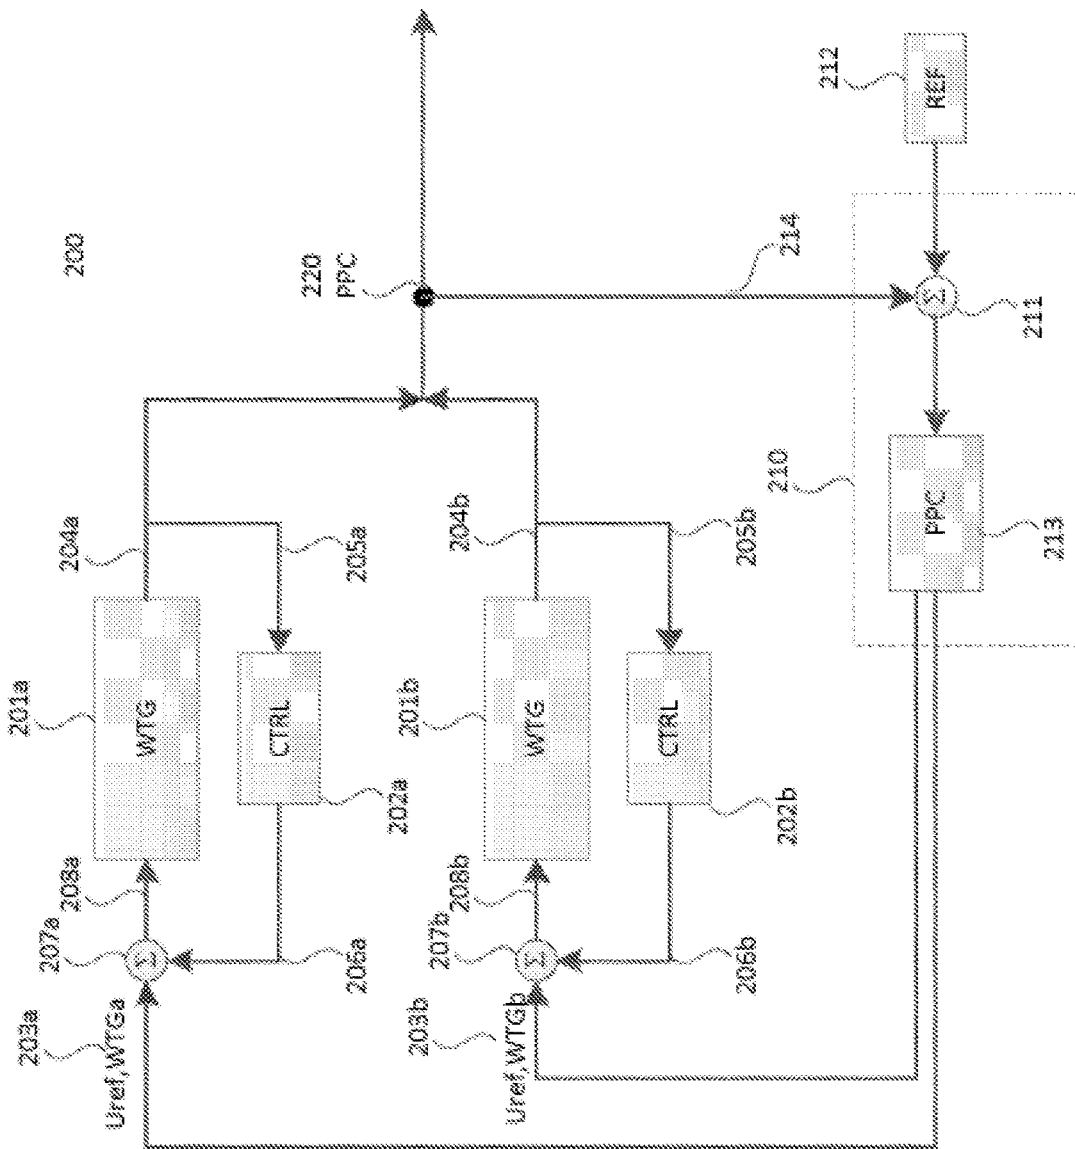 200
203a
Uref,WTGa
207a
Σ
208a
201a
WTG
204a
206a
202a
CTRL
205a
220
PPC
203b
Uref,WTGb
207b
Σ
208b
201b
WTG
204b
206b
202b
CTRL
205b
214
210
PPC
213
Σ
211
212
REF